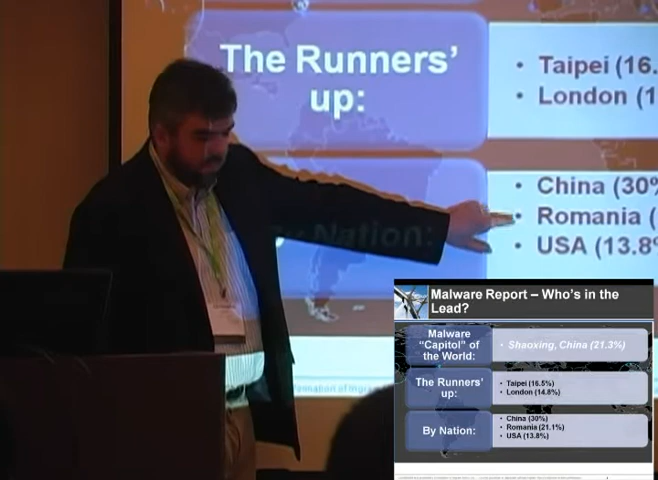 The Runners'
up:
• Taipei (16.
• London (1
By Nation:
• China (30%
• Romania (
• USA (13.8%
Malware Report – Who's in the
Lead?
Malware
"Capitol" of
the World:
• Shaoxing, China (21.3%)
The Runners'
up:
• Taipei (16.5%)
• London (14.8%)
By Nation:
• China (30%)
• Romania (21.1%)
• USA (13.8%)